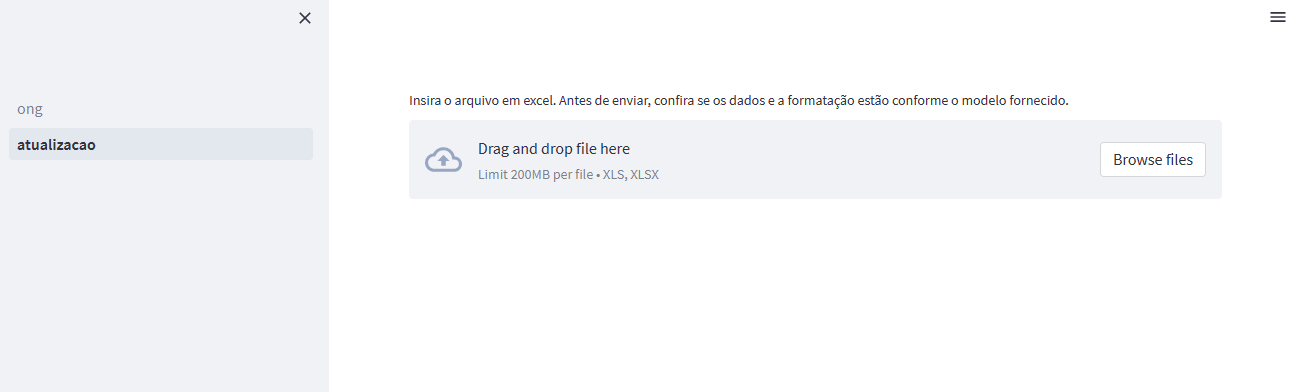 ong
atualizacao
Insira o arquivo em excel. Antes de enviar, confira se os dados e a formatação estão conforme o modelo fornecido.
Drag and drop file here
Limit 200MB per file • XLS, XLSX
Browse files